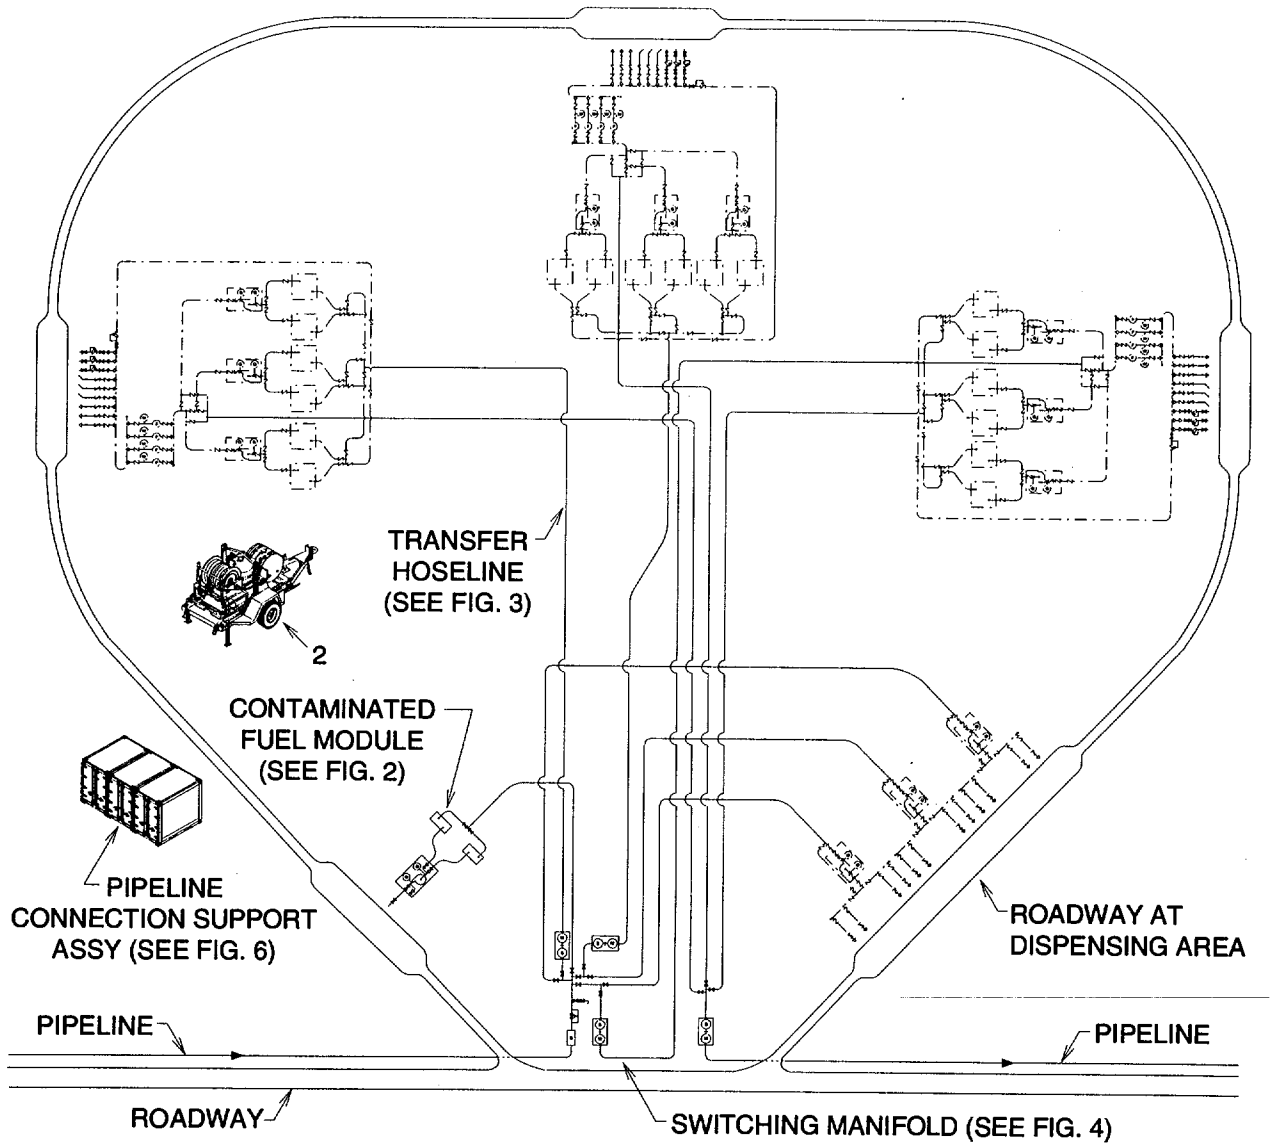 TRANSFER
HOSELINE
(SEE FIG. 3)
2
CONTAMINATED
FUEL MODULE
(SEE FIG. 2)
PIPELINE
CONNECTION SUPPORT
ASSY (SEE FIG. 6)
ROADWAY AT
DISPENSING AREA
PIPELINE
PIPELINE
ROADWAY
SWITCHING MANIFOLD (SEE FIG. 4)